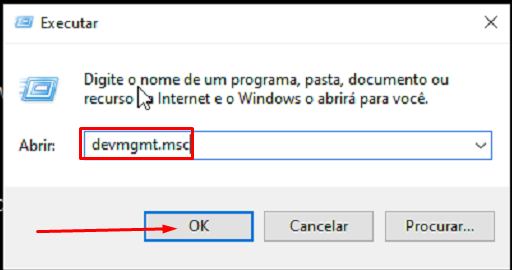 Executar
Digite o nome de um programa, pasta, documento ou
recurso da Internet e o Windows o abrirá para você.
Abrir:
devmgmt.msc
OK
Cancelar
Procurar...